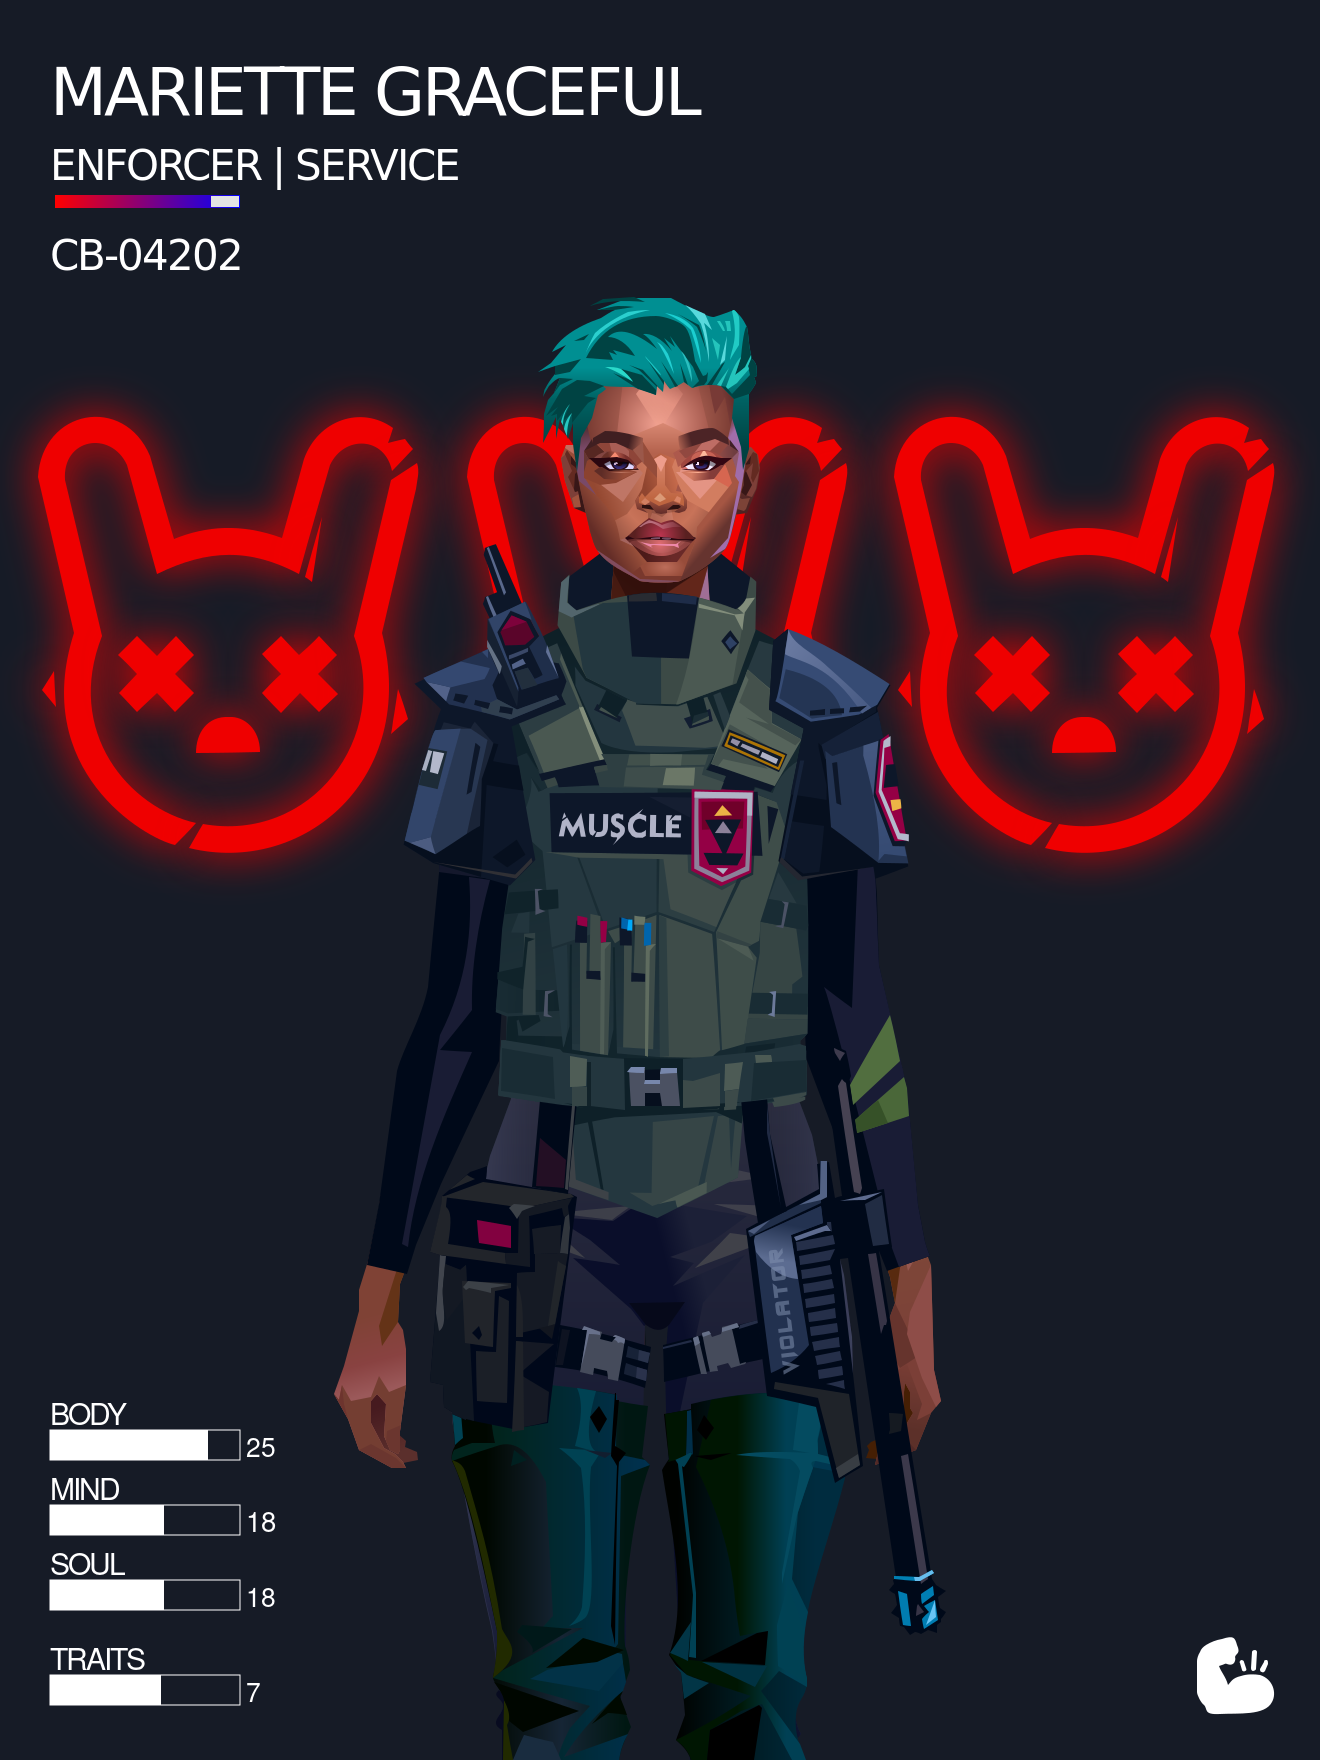 MARIETTE GRACEFUL
ENFORCER | SERVICE
CB-04202
MUSCLE
VIOLATOR
BODY
25
MIND
18
SOUL
18
TRAITS
7